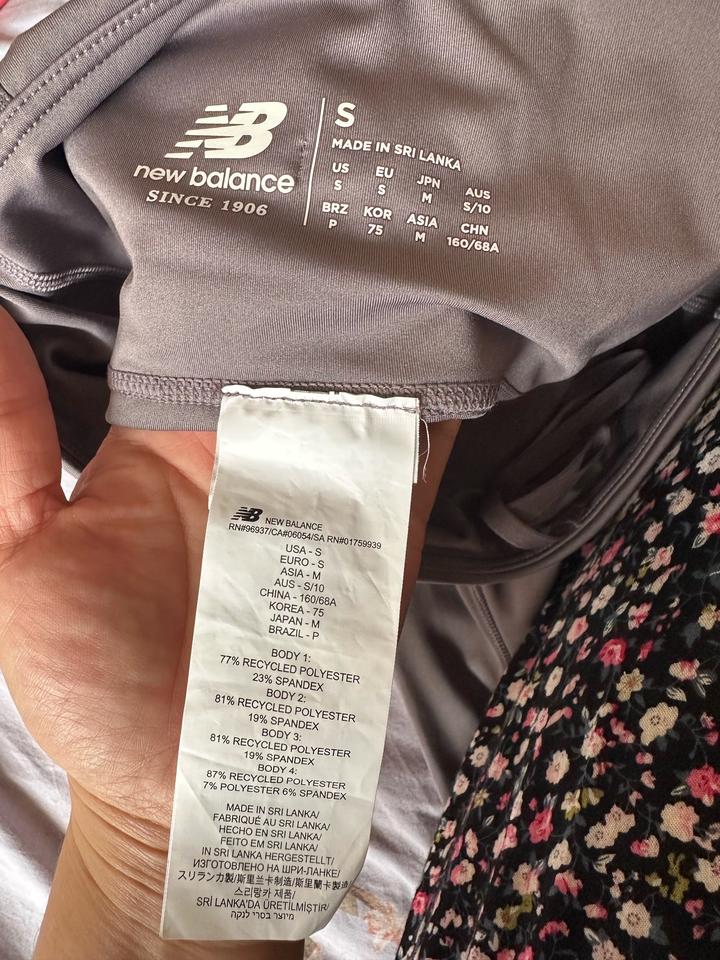 NB
new balance
SINCE 1906
S
MADE IN SRI LANKA
US EU JPN AUS
S S M S/10
BRZ KOR ASIA CHN
P 75 M 160/68A
NB NEW BALANCE
RN#96937/CA#06054/SA RN#01759939
USA - S
EURO - S
ASIA - M
AUS - S/10
CHINA - 160/68A
KOREA - 75
JAPAN - M
BRAZIL - P
BODY 1:
77% RECYCLED POLYESTER
23% SPANDEX
BODY 2:
81% RECYCLED POLYESTER
19% SPANDEX
BODY 3:
81% RECYCLED POLYESTER
19% SPANDEX
BODY 4:
87% RECYCLED POLYESTER
7% POLYESTER 6% SPANDEX
MADE IN SRI LANKA/
FABRIQUÉ AU SRI LANKA/
HECHO EN SRI LANKA/
FEITO EM SRI LANKA/
IN SRI LANKA HERGESTELLT/
ИЗГОТОВЛЕНО НА ШРИ-ЛАНКЕ/
スリランカ製/斯里兰卡制造/斯里蘭卡製造
스리랑카 제품/
SRİ LANKA'DA ÜRETİLMİŞTİR/
מיוצר בסרי לנקה